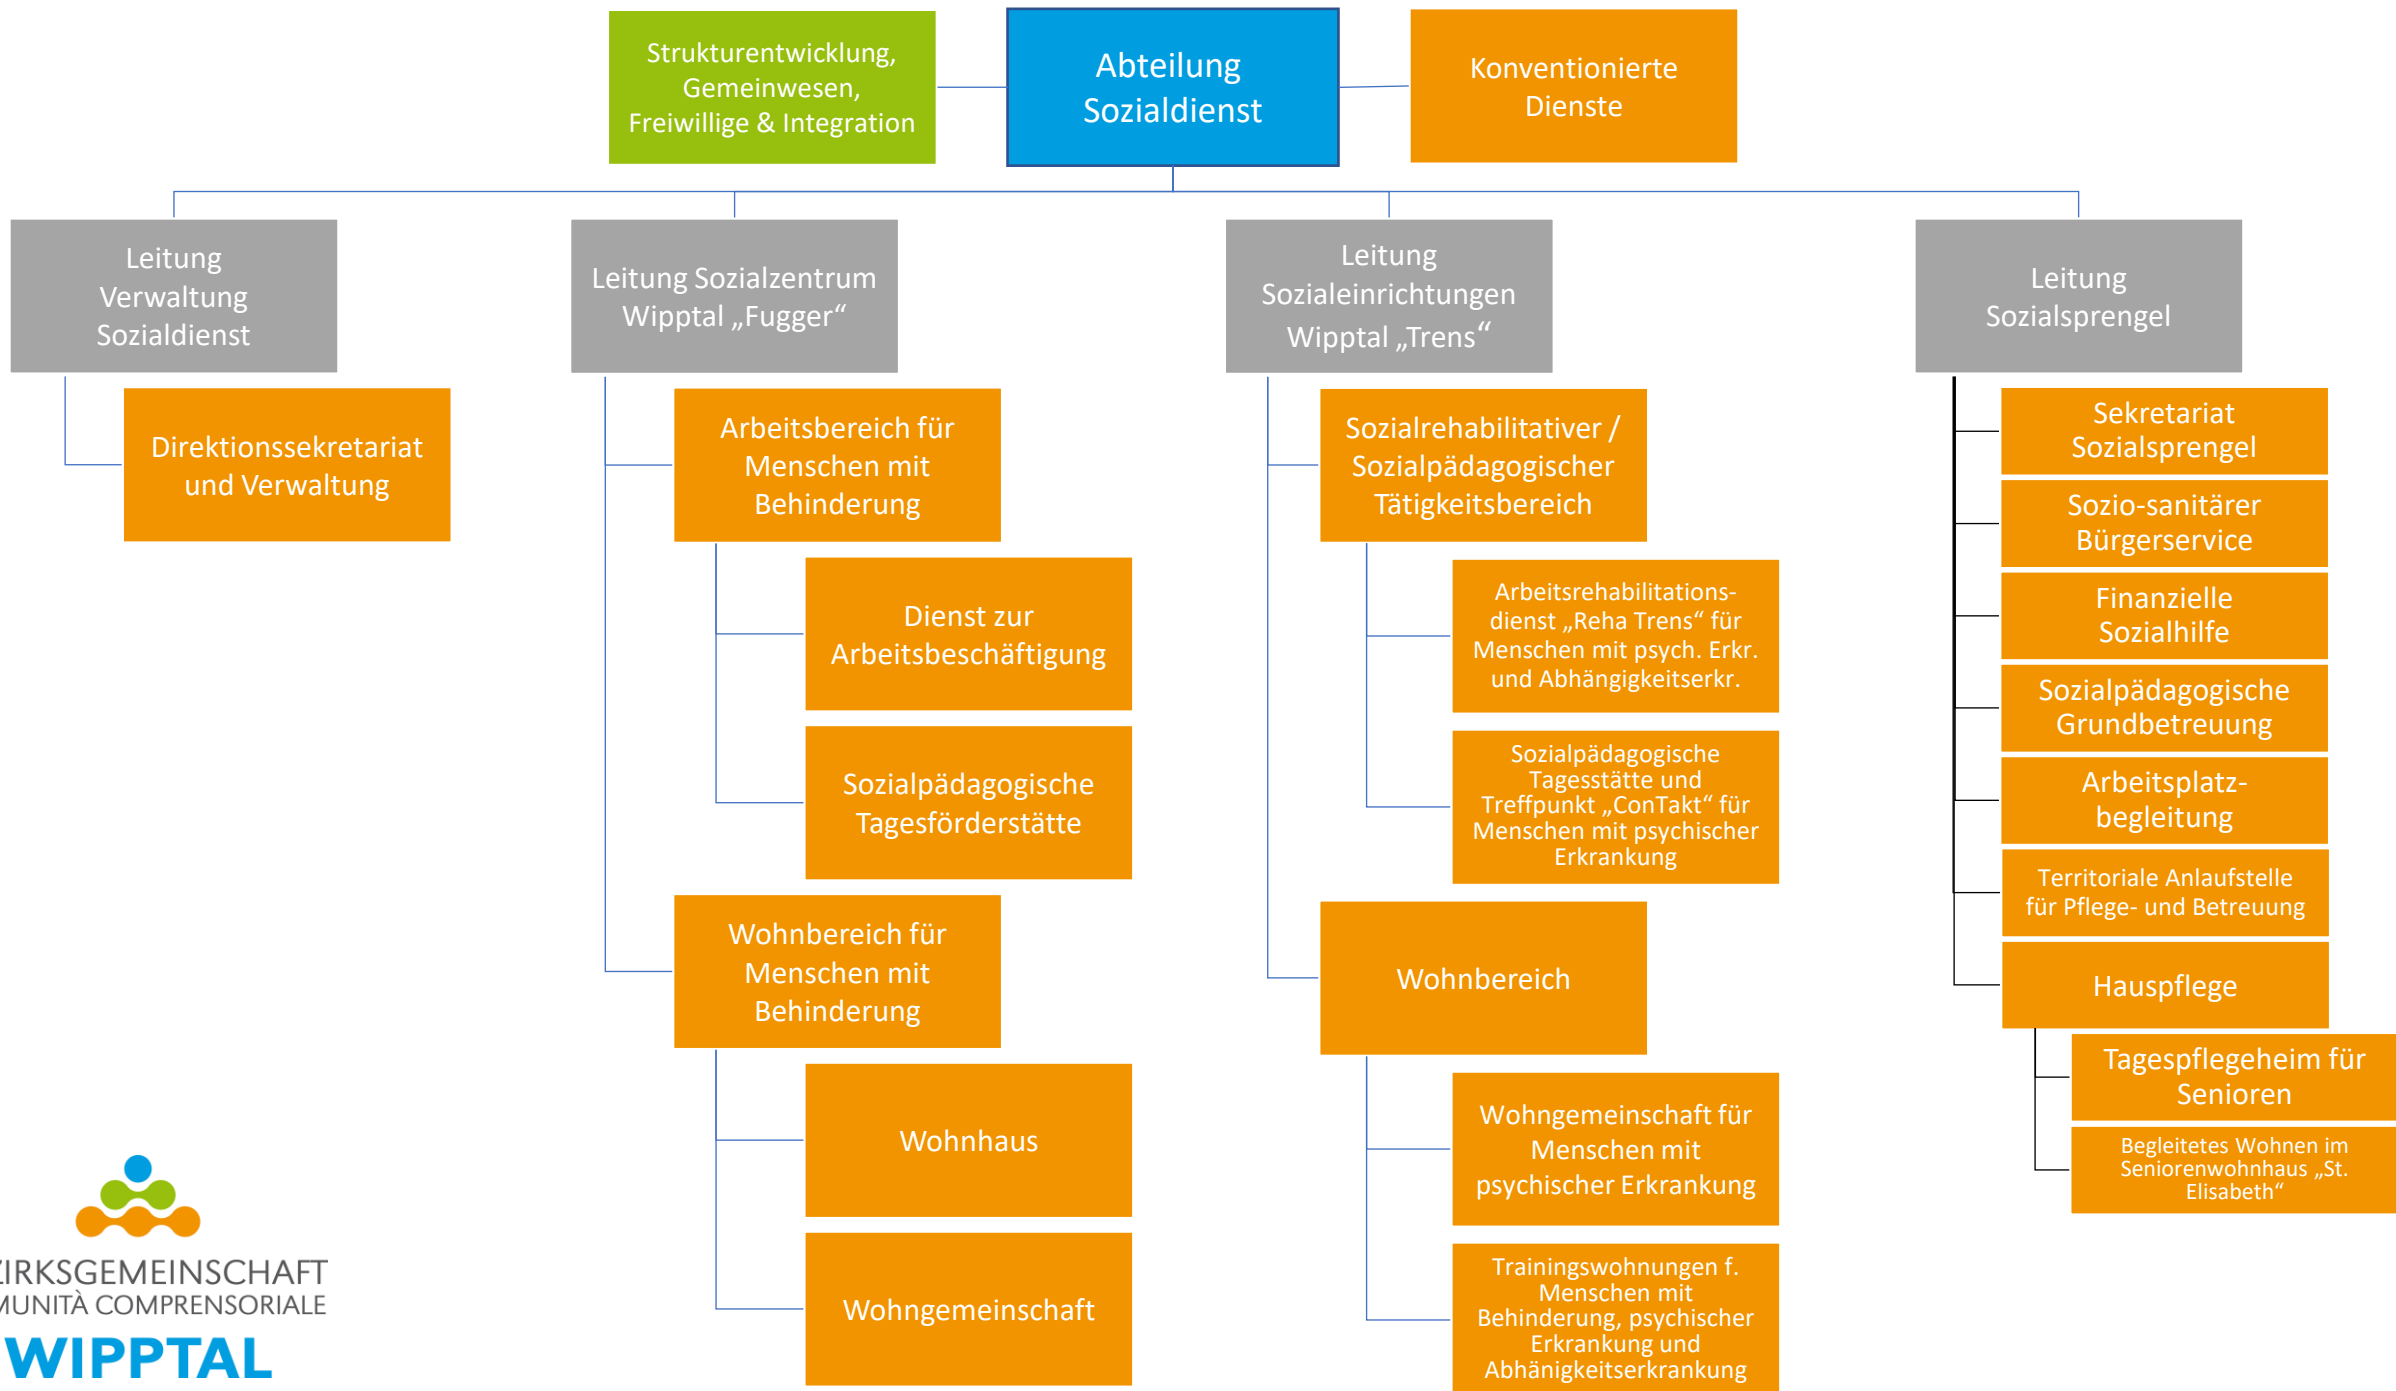 Strukturentwicklung,
Gemeinwesen,
Freiwillige & Integration
Abteilung
Sozialdienst
Konventionierte
Dienste
Leitung
Verwaltung
Sozialdienst
Direktionssekretariat
und Verwaltung
Leitung Sozialzentrum
Wipptal „Fugger“
Arbeitsbereich für
Menschen mit
Behinderung
Dienst zur
Arbeitsbeschäftigung
Sozialpädagogische
Tagesförderstätte
Wohnbereich für
Menschen mit
Behinderung
Wohnhaus
Wohngemeinschaft
Leitung
Sozialeinrichtungen
Wipptal „Trens“
Sozialrehabilitativer /
Sozialpädagogischer
Tätigkeitsbereich
Arbeitsrehabilitations-
dienst „Reha Trens“ für
Menschen mit psych. Erkr.
und Abhängigkeitserkr.
Sozialpädagogische
Tagesstätte und
Treffpunkt „ConTakt“ für
Menschen mit psychischer
Erkrankung
Wohnbereich
Wohngemeinschaft für
Menschen mit
psychischer Erkrankung
Trainingswohnungen f.
Menschen mit
Behinderung, psychischer
Erkrankung und
Abhänigkeitserkrankung
Leitung
Sozialsprengel
Sekretariat
Sozialsprengel
Sozio-sanitärer
Bürgerservice
Finanzielle
Sozialhilfe
Sozialpädagogische
Grundbetreuung
Arbeitsplatz-
begleitung
Territoriale Anlaufstelle
für Pflege- und Betreuung
Hauspflege
Tagespflegeheim für
Senioren
Begleitetes Wohnen im
Seniorenwohnhaus „St.
Elisabeth“
ZIRKSGEMEINSCHAFT
MUNITÀ COMPRENSORIALE
WIPPTAL